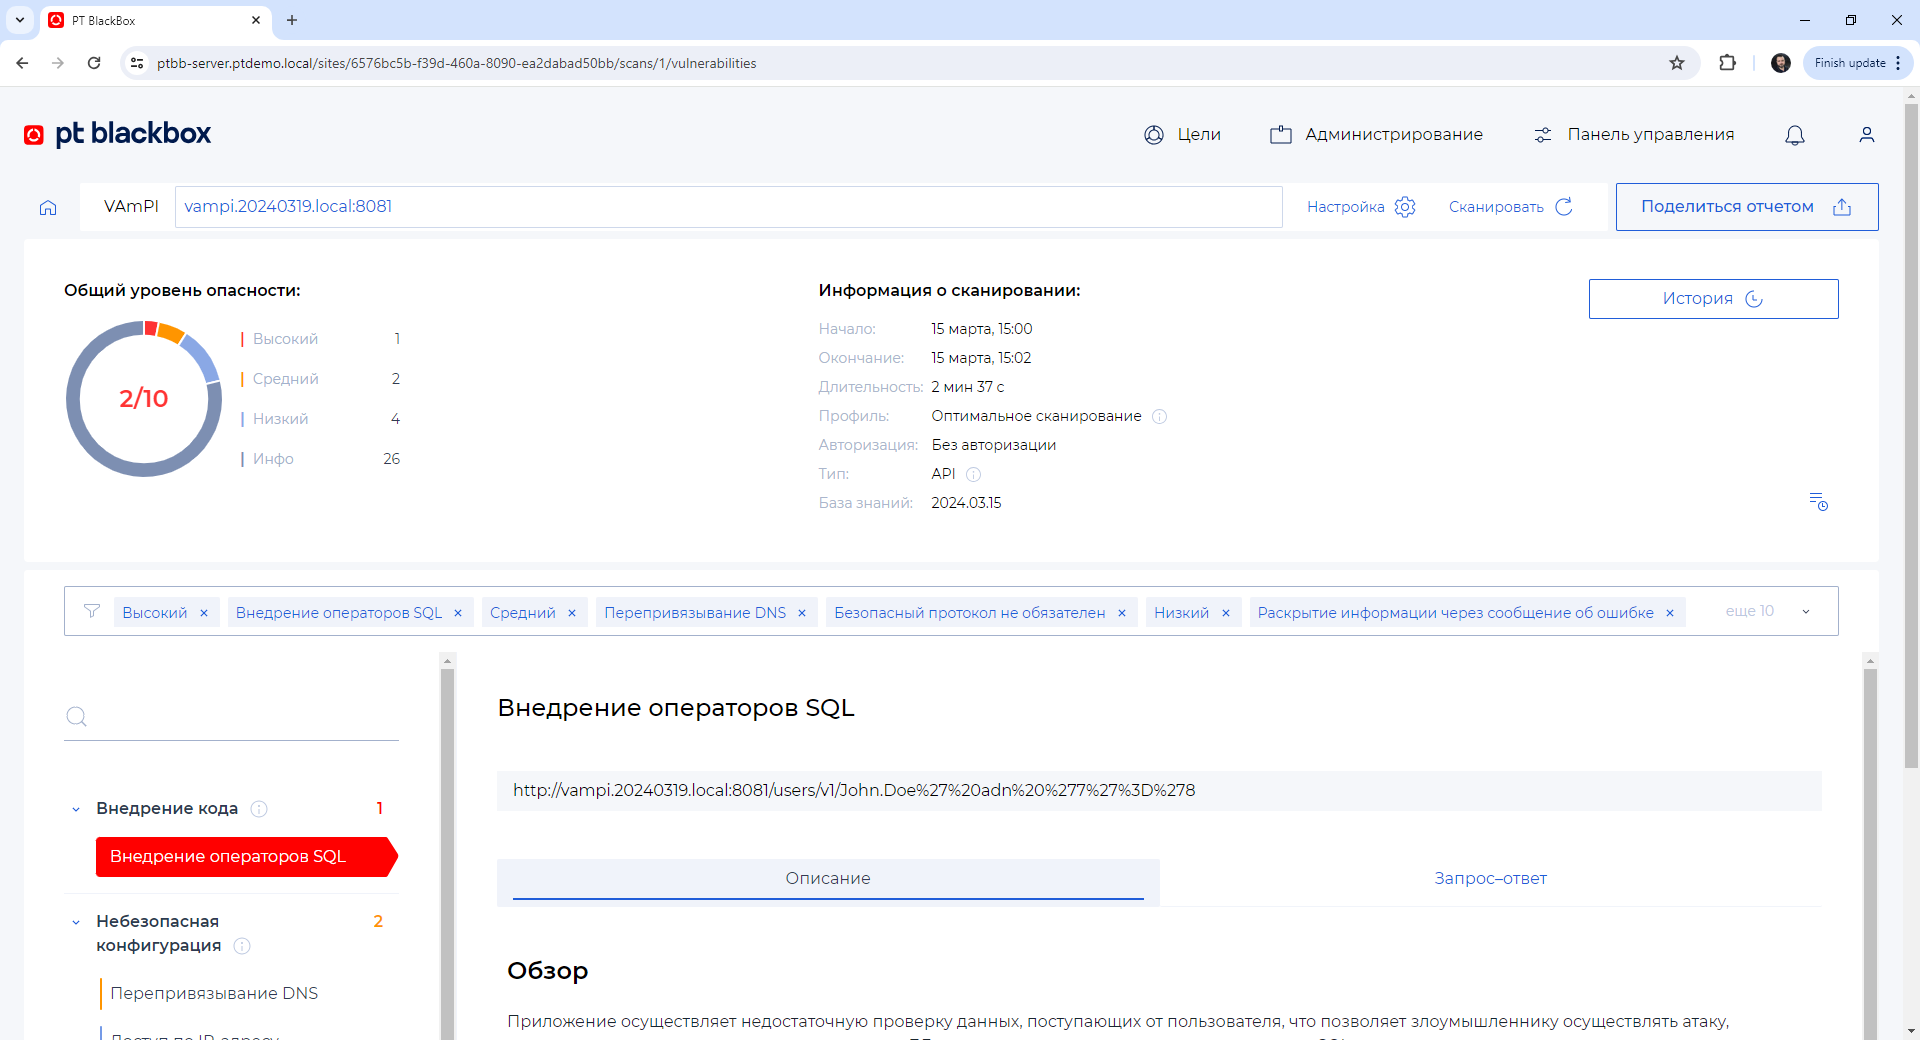 PT BlackBox
ptbb-server.ptdemo.local/sites/6576bc5b-f39d-460a-8090-ea2dabad50bb/scans/1/vulnerabilities
Finish update
pt blackbox
Цели
Администрирование
Панель управления
VAmPI
vampi.20240319.local:8081
Настройка
Сканировать
Поделиться отчетом
Общий уровень опасности:
2/10
Высокий 1
Средний 2
Низкий 4
Инфо 26
Информация о сканировании:
Начало: 15 марта, 15:00
Окончание: 15 марта, 15:02
Длительность: 2 мин 37 с
Профиль: Оптимальное сканирование
Авторизация: Без авторизации
Тип: API
База знаний: 2024.03.15
История
Высокий × Внедрение операторов SQL × Средний × Перепривязывание DNS × Безопасный протокол не обязателен × Низкий × Раскрытие информации через сообщение об ошибке × еще 10
Внедрение кода 1
Внедрение операторов SQL
Небезопасная 2
конфигурация
Перепривязывание DNS
Доступ по IP-адресу
Внедрение операторов SQL
http://vampi.20240319.local:8081/users/v1/John.Doe%27%20adn%20%277%27%3D%278
Описание
Запрос–ответ
Обзор
Приложение осуществляет недостаточную проверку данных, поступающих от пользователя, что позволяет злоумышленнику осуществлять атаку,